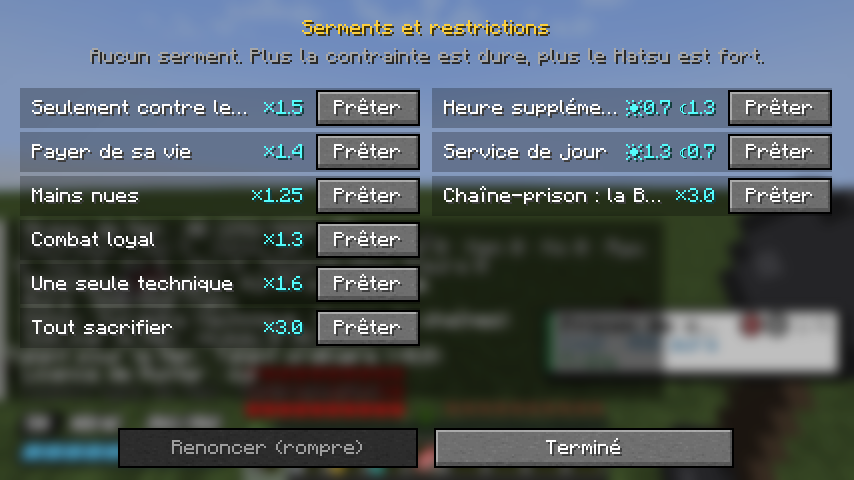 Serments et restrictions
Aucun serment. Plus la contrainte est dure, plus le Hatsu est fort.
Seulement contre le... ×1.5 Prêter
Heure suppléme... ☀0.7 ☾1.3 Prêter
Payer de sa vie ×1.4 Prêter
Service de jour ☀1.3 ☾0.7 Prêter
Mains nues ×1.25 Prêter
Chaîne-prison : la B... ×3.0 Prêter
Combat loyal ×1.3 Prêter
Une seule technique ×1.6 Prêter
Tout sacrifier ×3.0 Prêter
Renoncer (rompre)
Terminé